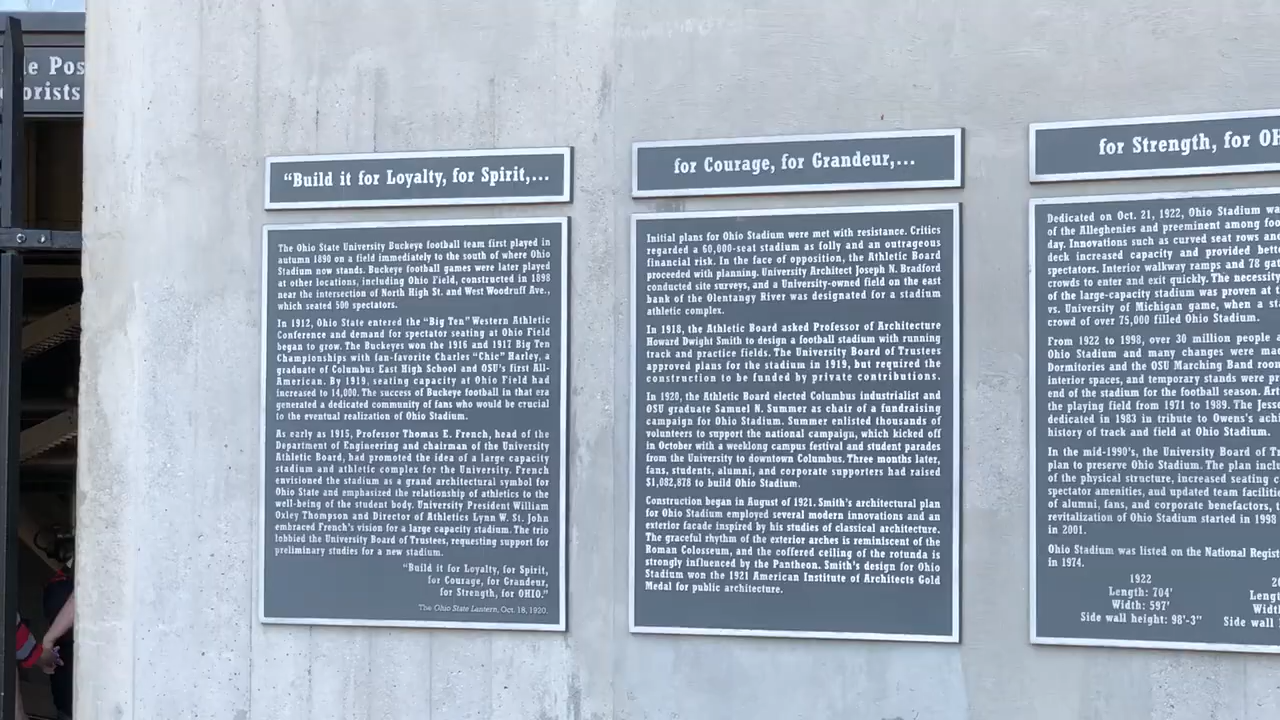 e Pos
orists
"Build it for Loyalty, for Spirit,...
The Ohio State University Buckeye football team first played in
autumn 1890 on a field immediately to the south of where Ohio
Stadium now stands. Buckeye football games were later played
at other locations, including Ohio Field, constructed in 1898
near the intersection of North High St. and West Woodruff Ave.,
which seated 500 spectators.
In 1912, Ohio State entered the "Big Ten" Western Athletic
Conference and demand for spectator seating at Ohio Field
began to grow. The Buckeyes won the 1916 and 1917 Big Ten
Championships with fan-favorite Charles "Chic" Harley, a
graduate of Columbus East High School and OSU's first All-
American. By 1919, seating capacity at Ohio Field had
increased to 14,000. The success of Buckeye football in that era
generated a dedicated community of fans who would be crucial
to the eventual realization of Ohio Stadium.
As early as 1915, Professor Thomas E. French, head of the
Department of Engineering and chairman of the University
Athletic Board, had promoted the idea of a large capacity
stadium and athletic complex for the University. French
envisioned the stadium as a grand architectural symbol for
Ohio State and emphasized the relationship of athletics to the
well-being of the student body. University President William
Oxley Thompson and Director of Athletics Lynn W. St. John
embraced French's vision for a large capacity stadium. The trio
lobbied the University Board of Trustees, requesting support for
preliminary studies for a new stadium.
"Build it for Loyalty, for Spirit,
for Courage, for Grandeur,
for Strength, for OHIO."
The Ohio State Lantern, Oct. 18, 1920.
for Courage, for Grandeur,...
Initial plans for Ohio Stadium were met with resistance. Critics
regarded a 60,000-seat stadium as folly and an outrageous
financial risk. In the face of opposition, the Athletic Board
proceeded with planning. University Architect Joseph N. Bradford
conducted site surveys, and a University-owned field on the east
bank of the Olentangy River was designated for a stadium
athletic complex.
In 1918, the Athletic Board asked Professor of Architecture
Howard Dwight Smith to design a football stadium with running
track and practice fields. The University Board of Trustees
approved plans for the stadium in 1919, but required the
construction to be funded by private contributions.
In 1920, the Athletic Board elected Columbus industrialist and
OSU graduate Samuel N. Summer as chair of a fundraising
campaign for Ohio Stadium. Summer enlisted thousands of
volunteers to support the national campaign, which kicked off
in October with a weeklong campus festival and student parades
from the University to downtown Columbus. Three months later,
fans, students, alumni, and corporate supporters had raised
$1,082,878 to build Ohio Stadium.
Construction began in August of 1921. Smith's architectural plan
for Ohio Stadium employed several modern innovations and an
exterior facade inspired by his studies of classical architecture.
The graceful rhythm of the exterior arches is reminiscent of the
Roman Colosseum, and the coffered ceiling of the rotunda is
strongly influenced by the Pantheon. Smith's design for Ohio
Stadium won the 1921 American Institute of Architects Gold
Medal for public architecture.
for Strength, for OH
Dedicated on Oct. 21, 1922, Ohio Stadium wa
of the Alleghenies and preeminent among foo
day. Innovations such as curved seat rows and
deck increased capacity and provided bett
spectators. Interior walkway ramps and 78 gat
crowds to enter and exit quickly. The necessity
of the large-capacity stadium was proven at t
vs. University of Michigan game, when a sta
crowd of over 75,000 filled Ohio Stadium.
From 1922 to 1998, over 30 million people a
Ohio Stadium and many changes were mad
Dormitories and the OSU Marching Band roon
interior spaces, and temporary stands were pr
end of the stadium for the football season. Art
the playing field from 1971 to 1989. The Jess
dedicated in 1983 in tribute to Owens's achi
history of track and field at Ohio Stadium.
In the mid-1990's, the University Board of Tr
plan to preserve Ohio Stadium. The plan inclu
of the physical structure, increased seating c
spectator amenities, and updated team faciliti
of alumni, fans, and corporate benefactors, t
revitalization of Ohio Stadium started in 1998
in 2001.
Ohio Stadium was listed on the National Regist
in 1974.
1922
Length: 704'
Width: 597'
Side wall height: 98'-3"
20
Lengt
Widt
Side wall